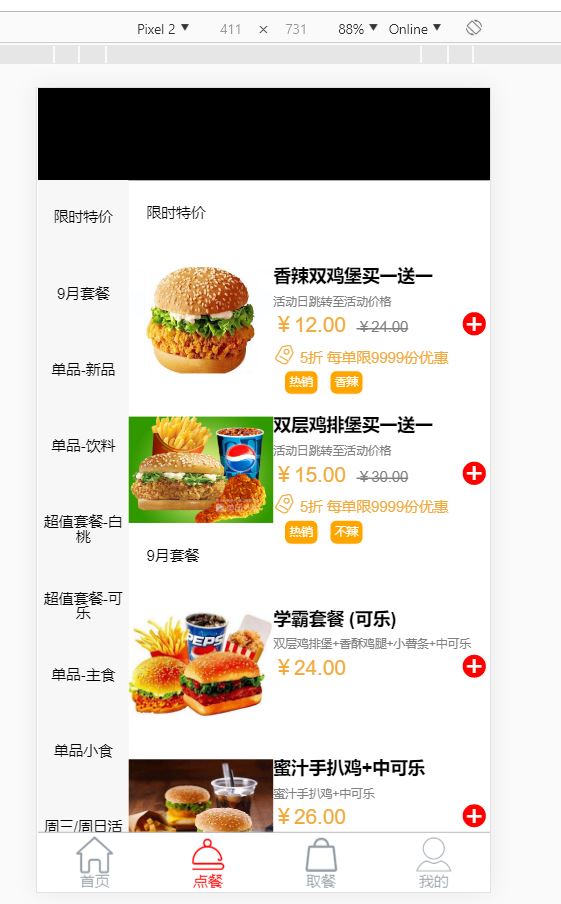 Pixel 2 ▼ 411 × 731 88% ▼ Online ▼
限时特价
9月套餐
单品-新品
单品-饮料
超值套餐-白
桃
超值套餐-可
乐
单品-主食
单品小食
周三/周日活
限时特价
香辣双鸡堡买一送一
活动日跳转至活动价格
￥12.00 ￥24.00
5折 每单限9999份优惠
热销 香辣
双层鸡排堡买一送一
活动日跳转至活动价格
￥15.00 ￥30.00
5折 每单限9999份优惠
热销 不辣
9月套餐
PEPSI
学霸套餐 (可乐)
双层鸡排堡+香酥鸡腿+小薯条+中可乐
￥24.00
蜜汁手扒鸡+中可乐
双层鸡排堡+中可乐
￥26.00
首页
点餐
取餐
我的